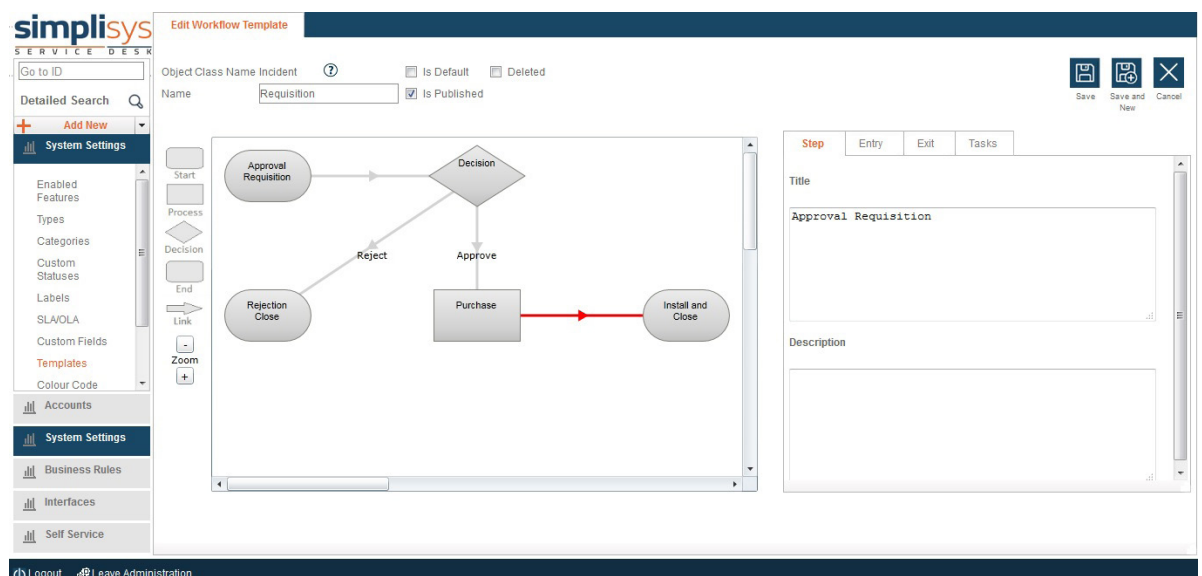 simplisys
SERVICE DESK
Edit Workflow Template
Go to ID
Detailed Search
Add New
System Settings
Enabled
Features
Types
Categories
Custom
Statuses
Labels
SLA/OLA
Custom Fields
Templates
Colour Code
Accounts
System Settings
Business Rules
Interfaces
Self Service
Object Class Name Incident ?
Is Default
Deleted
Name
Requisition
Is Published
Save
Save and
New
Cancel
Start
Process
Decision
End
Link
-
Zoom
+
Approval
Requisition
Decision
Reject
Approve
Rejection
Close
Purchase
Install and
Close
Step
Entry
Exit
Tasks
Title
Approval Requisition
Description
Logout
Leave Administration